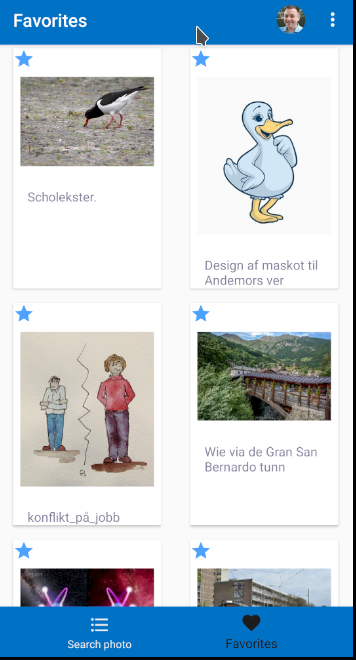 Favorites
Scholekster.
Design af maskot til
Andemors ver
konflikt_på_jobb
Wie via de Gran San
Bernardo tunn
Search photo
Favorites